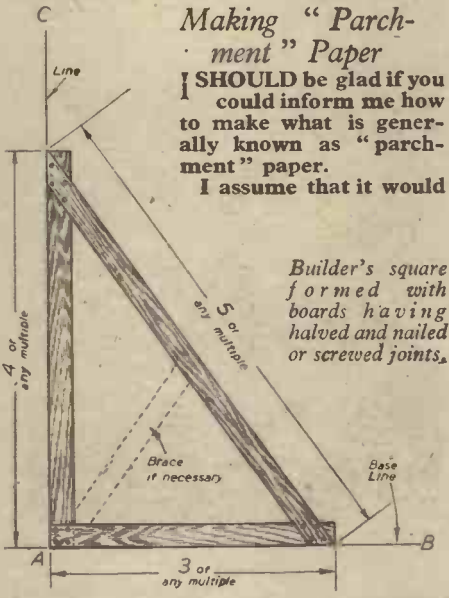 C
Line
4 or
any multiple
5 or
any multiple
Brace
if necessary
Base
Line
A
B
3 or
any multiple
Making " Parch-
ment " Paper
I SHOULD be glad if you
could inform me how
to make what is gener-
ally known as " parch-
ment " paper.
I assume that it would
Builder's square
formed with
boards having
halved and nailed
or screwed joints.